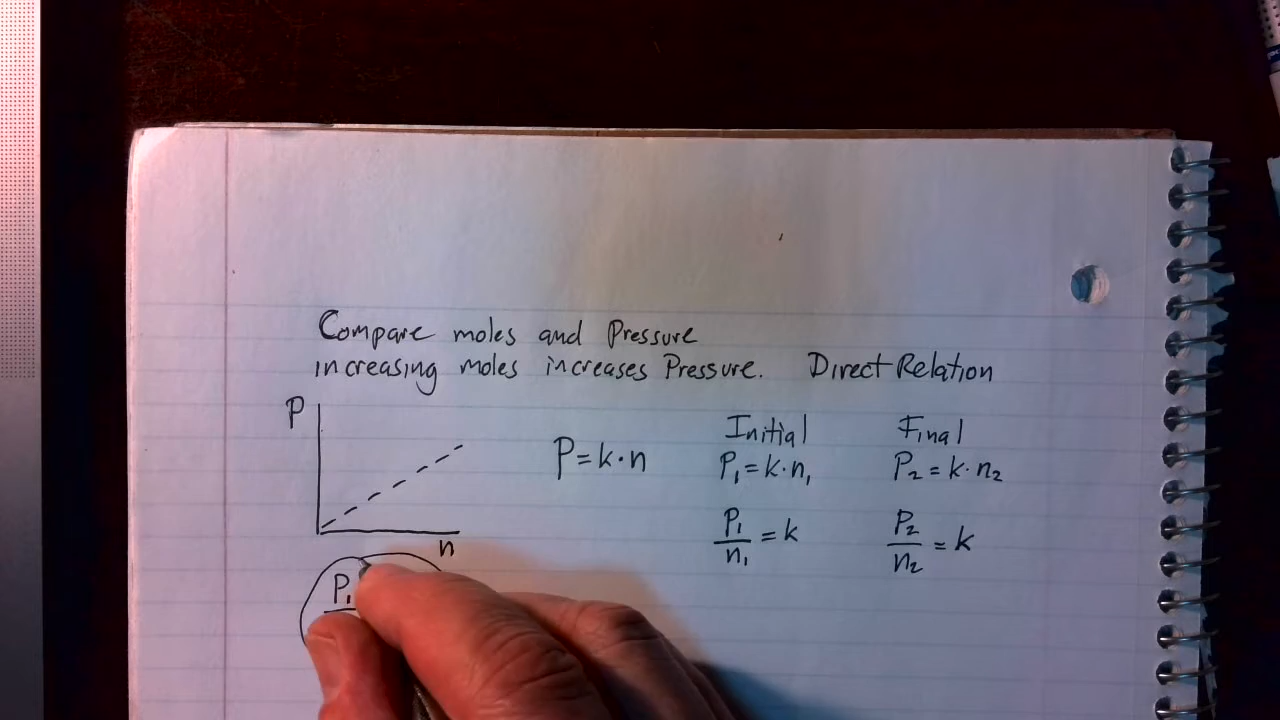 Compare moles and Pressure
increasing moles increases Pressure. Direct Relation
P
n
P=k·n
Initial Final
P₁=k·n₁ P₂=k·n₂
P₁/n₁=k P₂/n₂=k
P₁